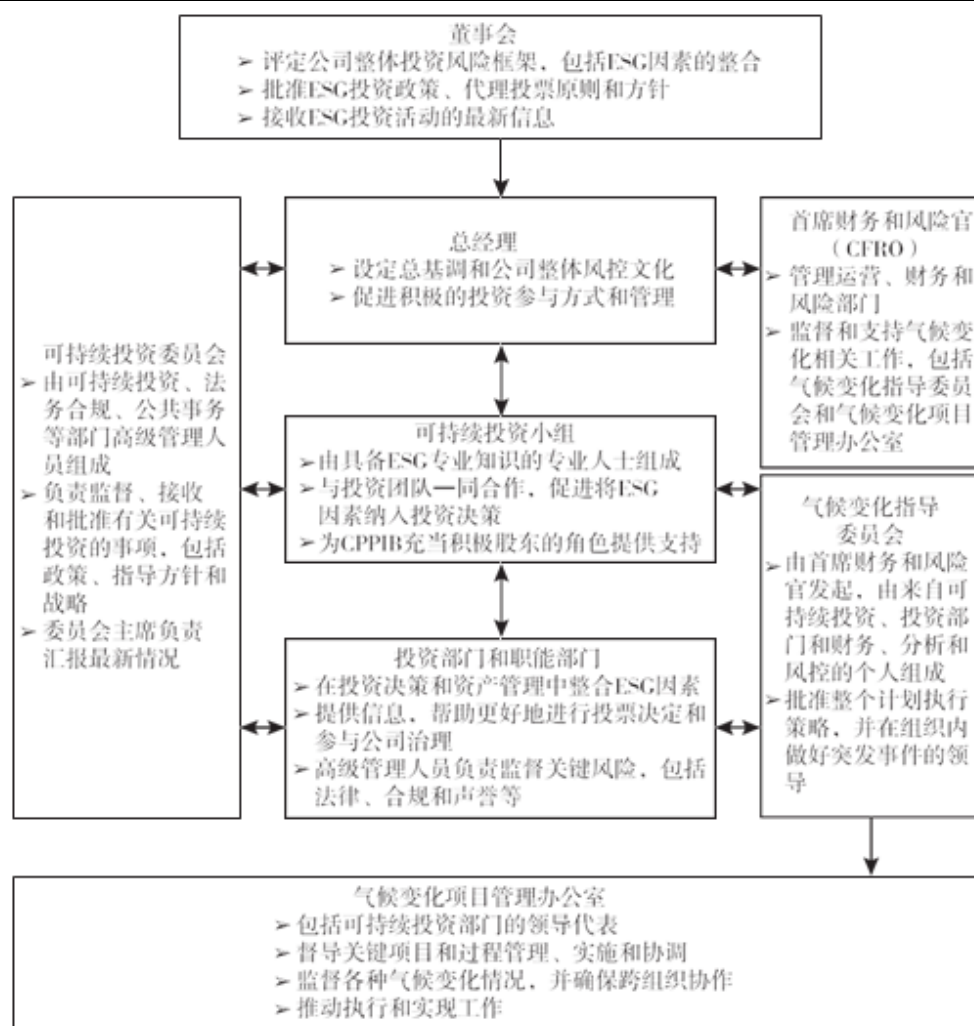 董事会
➢ 评定公司整体投资风险框架，包括ESG因素的整合
➢ 批准ESG投资政策、代理投票原则和方针
➢ 接收ESG投资活动的最新信息
总经理
➢ 设定总基调和公司整体风控文化
➢ 促进积极的投资参与方式和管理
首席财务和风险官
（CFRO）
➢ 管理运营、财务和
风险部门
➢ 监督和支持气候变
化相关工作，包括
气候变化指导委员
会和气候变化项目
管理办公室
可持续投资委员会
➢ 由可持续投资、法
务合规、公共事务
等部门高级管理人
员组成
➢ 负责监督、接收
和批准有关可持续
投资的事项，包括
政策、指导方针和
战略
➢ 委员会主席负责
汇报最新情况
可持续投资小组
➢ 由具备ESG专业知识的专业人士组成
➢ 与投资团队一同合作，促进将ESG
因素纳入投资决策
➢ 为CPPIB充当积极股东的角色提供支持
气候变化指导
委员会
➢ 由首席财务和风险
官发起，由来自可
持续投资、投资部
门和财务、分析和
风控的个人组成
➢ 批准整个计划执行
策略，并在组织内
做好突发事件的领
导
投资部门和职能部门
➢ 在投资决策和资产管理中整合ESG因素
➢ 提供信息，帮助更好地进行投票决定和
参与公司治理
➢ 高级管理人员负责监督关键风险，包括
法律、合规和声誉等
气候变化项目管理办公室
➢ 包括可持续投资部门的领导代表
➢ 督导关键项目和过程管理、实施和协调
➢ 监督各种气候变化情况，并确保跨组织协作
➢ 推动执行和实现工作